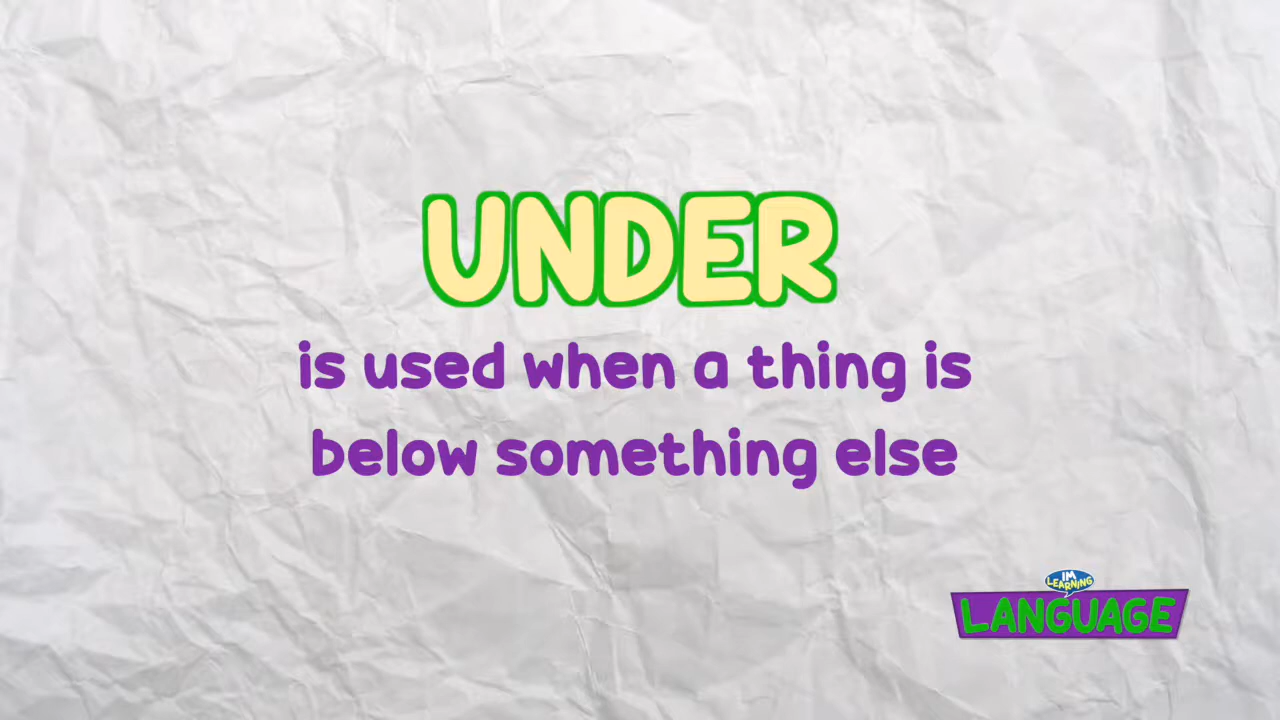 UNDER
is used when a thing is
below something else
IM
LEARNING
LANGUAGE